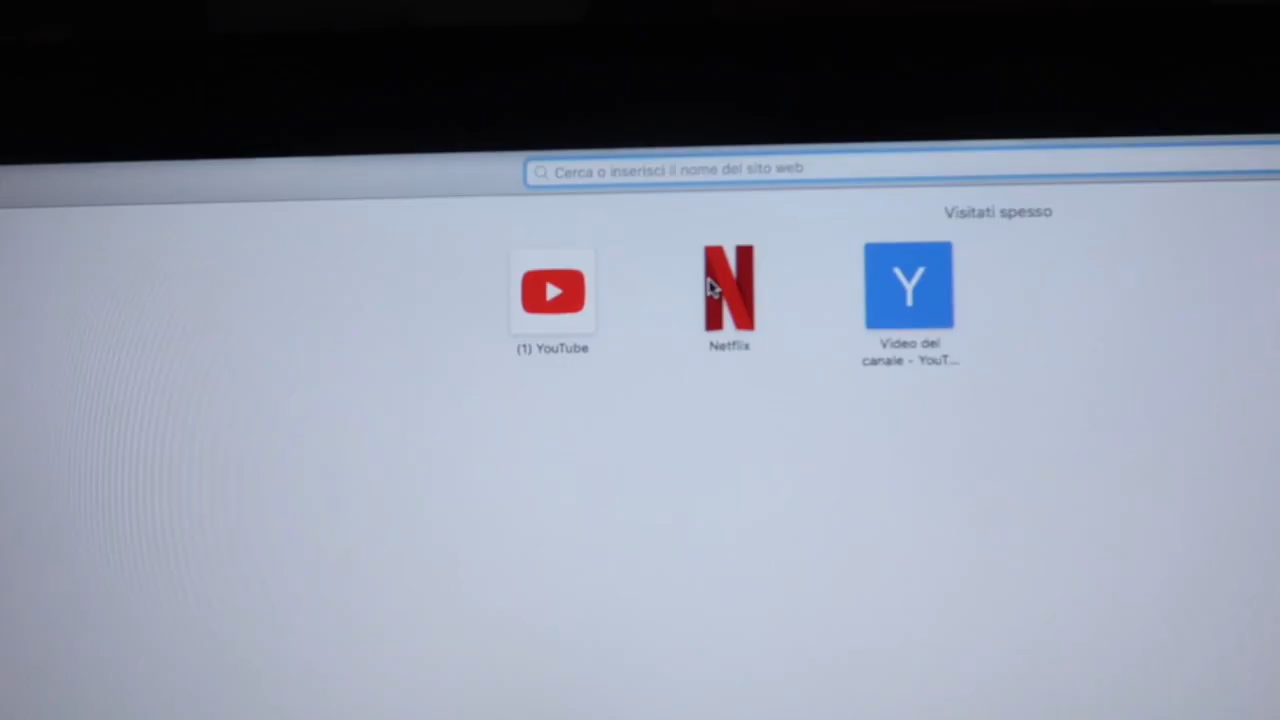 Cerca o inserisci il nome del sito web
Visitati spesso
(1) YouTube
Netflix
Y
Video del
canale - YouT...